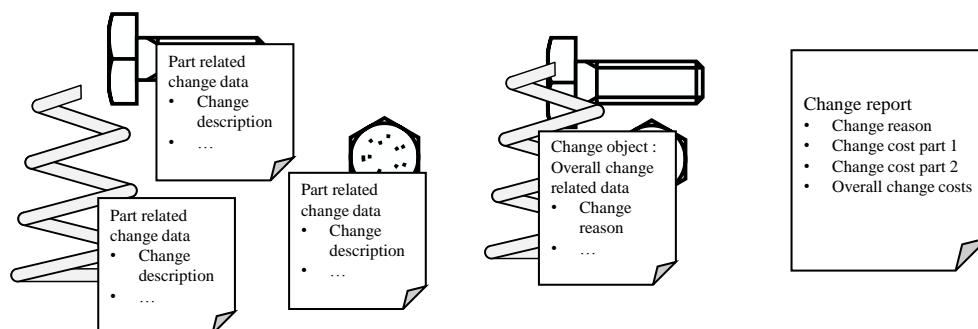 Part related
change data
• Change
description
• …
Part related
change data
• Change
description
• …
Part related
change data
• Change
description
• …
Change object :
Overall change
related data
• Change
reason
• …
Change report
• Change reason
• Change cost part 1
• Change cost part 2
• Overall change costs